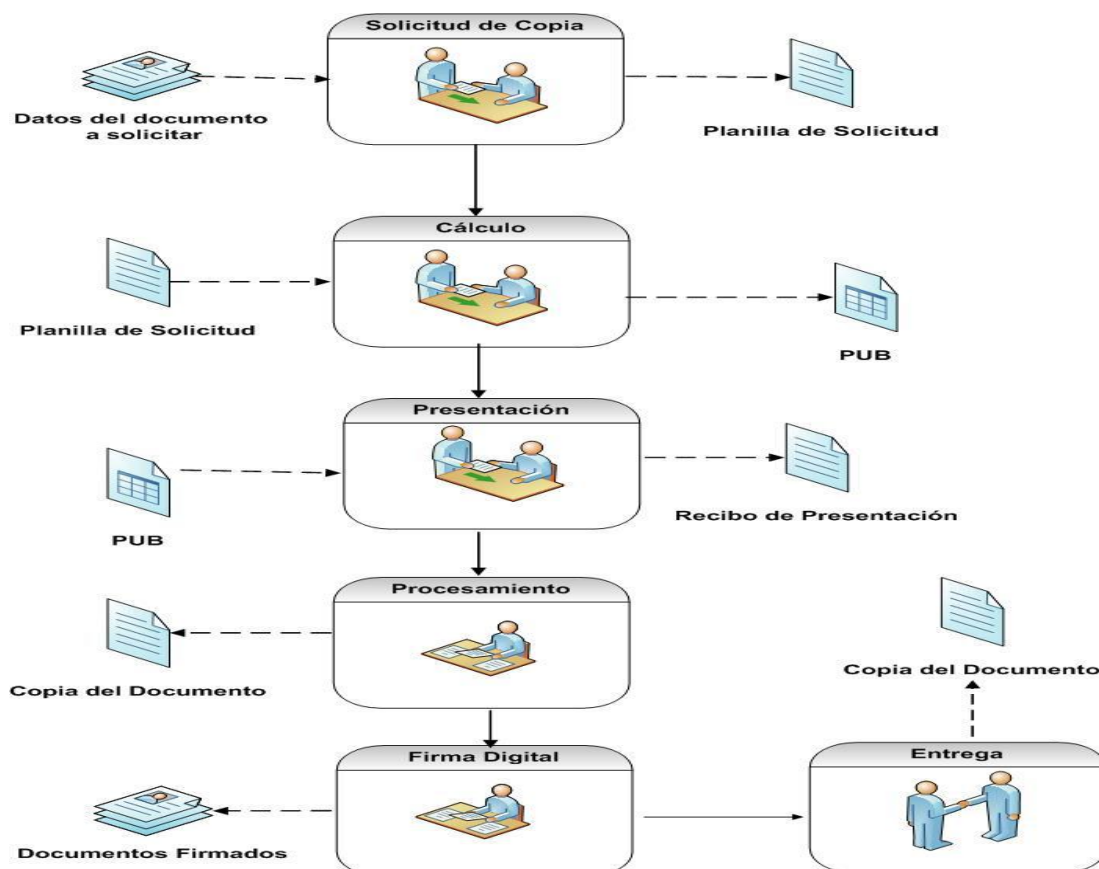 Solicitud de Copia
Datos del documento
a solicitar
Planilla de Solicitud
Cálculo
Planilla de Solicitud
PUB
Presentación
PUB
Recibo de Presentación
Procesamiento
Copia del Documento
Copia del Documento
Firma Digital
Entrega
Documentos Firmados